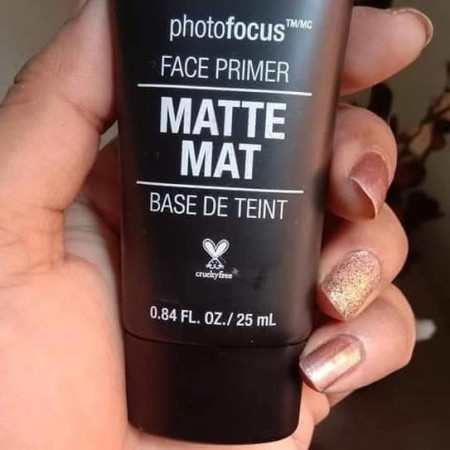 photofocus™/MC
FACE PRIMER
MATTE
MAT
BASE DE TEINT
crueltyfree
0.84 FL. OZ./ 25 mL